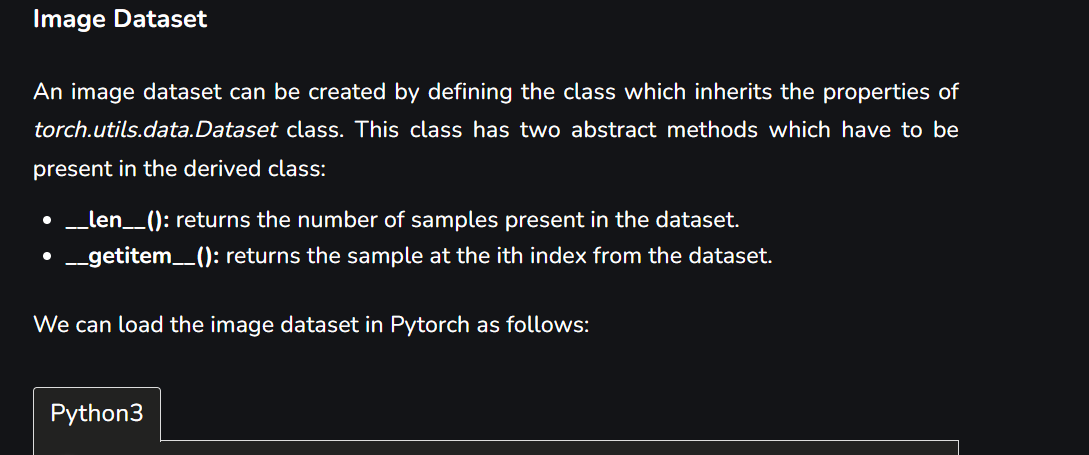 Image Dataset
An image dataset can be created by defining the class which inherits the properties of
torch.utils.data.Dataset class. This class has two abstract methods which have to be
present in the derived class:
• __len__(): returns the number of samples present in the dataset.
• __getitem__(): returns the sample at the ith index from the dataset.
We can load the image dataset in Pytorch as follows:
Python3